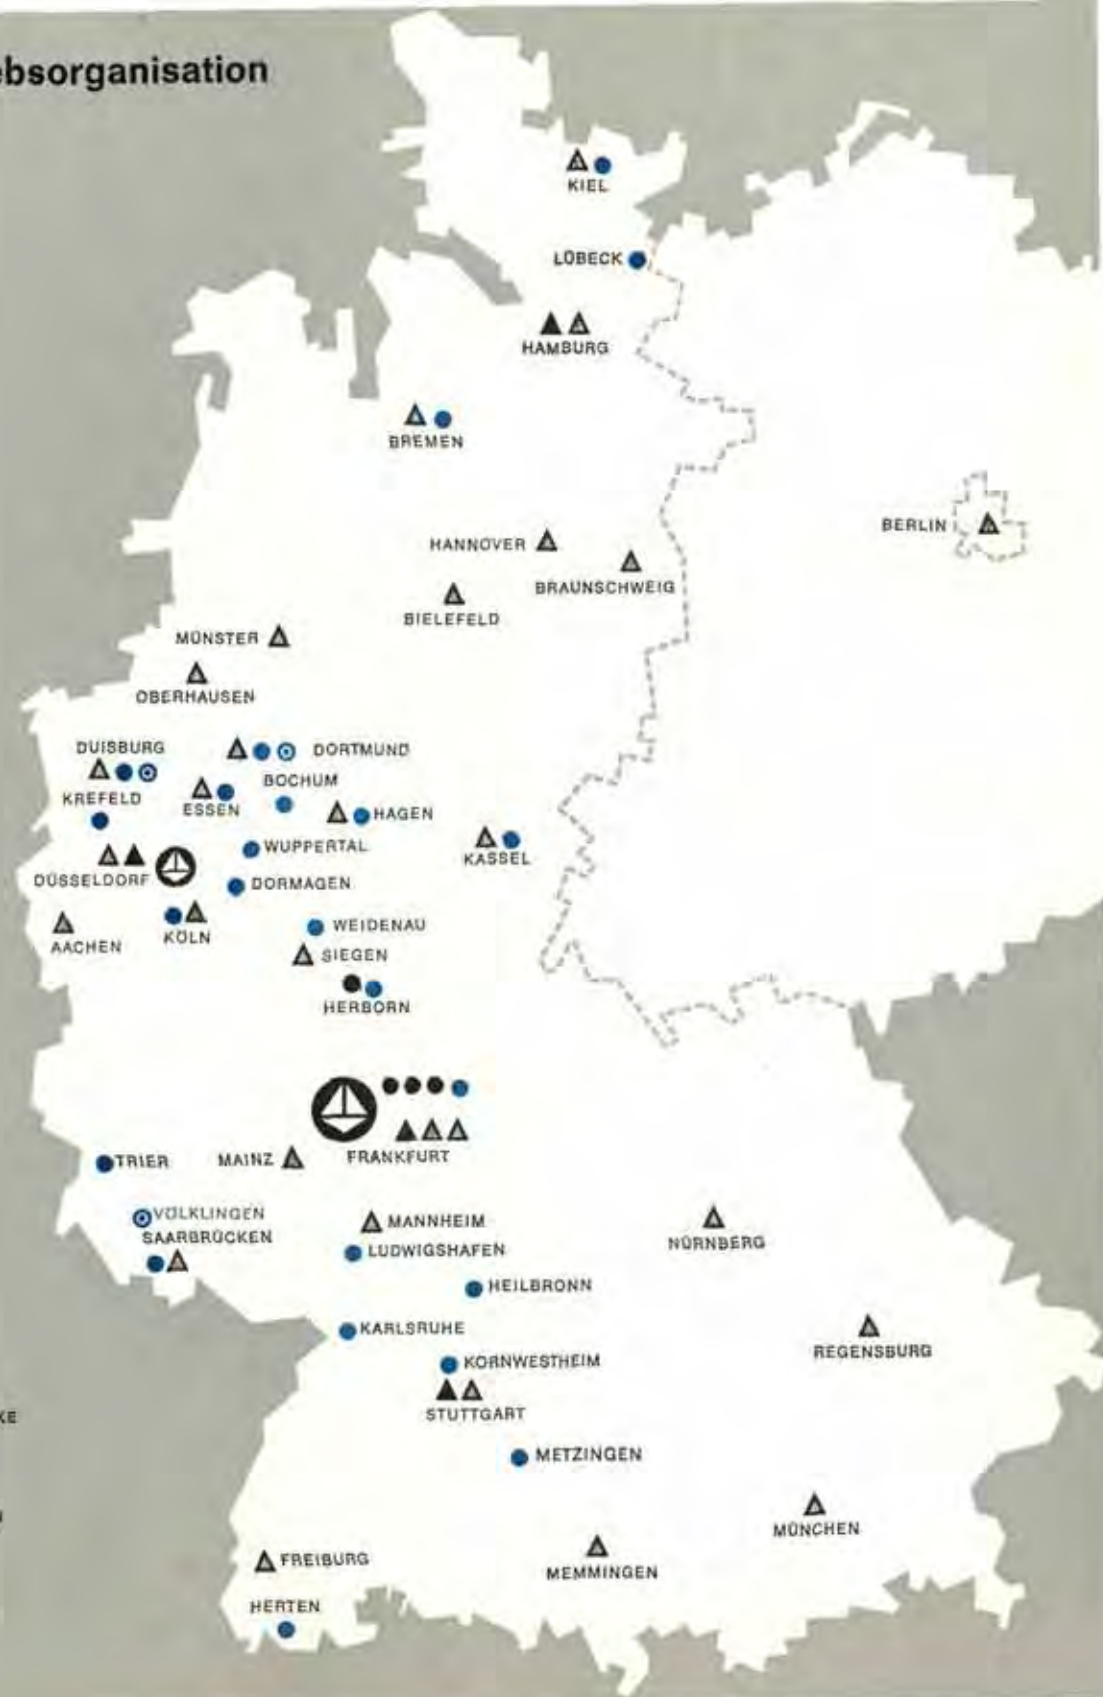 ebsorganisation
KIEL
LÜBECK
HAMBURG
BREMEN
HANNOVER
BERLIN
BRAUNSCHWEIG
BIELEFELD
MÜNSTER
OBERHAUSEN
DUISBURG
DORTMUND
BOCHUM
KREFELD
ESSEN
HAGEN
WUPPERTAL
KASSEL
DÜSSELDORF
DORMAGEN
WEIDENAU
KÖLN
AACHEN
SIEGEN
HERBORN
FRANKFURT
TRIER
MAINZ
VÖLKLINGEN
SAARBRÜCKEN
MANNHEIM
NÜRNBERG
LUDWIGSHAFEN
HEILBRONN
KARLSRUHE
REGENSBURG
KORNWESTHEIM
STUTTGART
KE
METZINGEN
MÜNCHEN
FREIBURG
MEMMINGEN
HERTEN